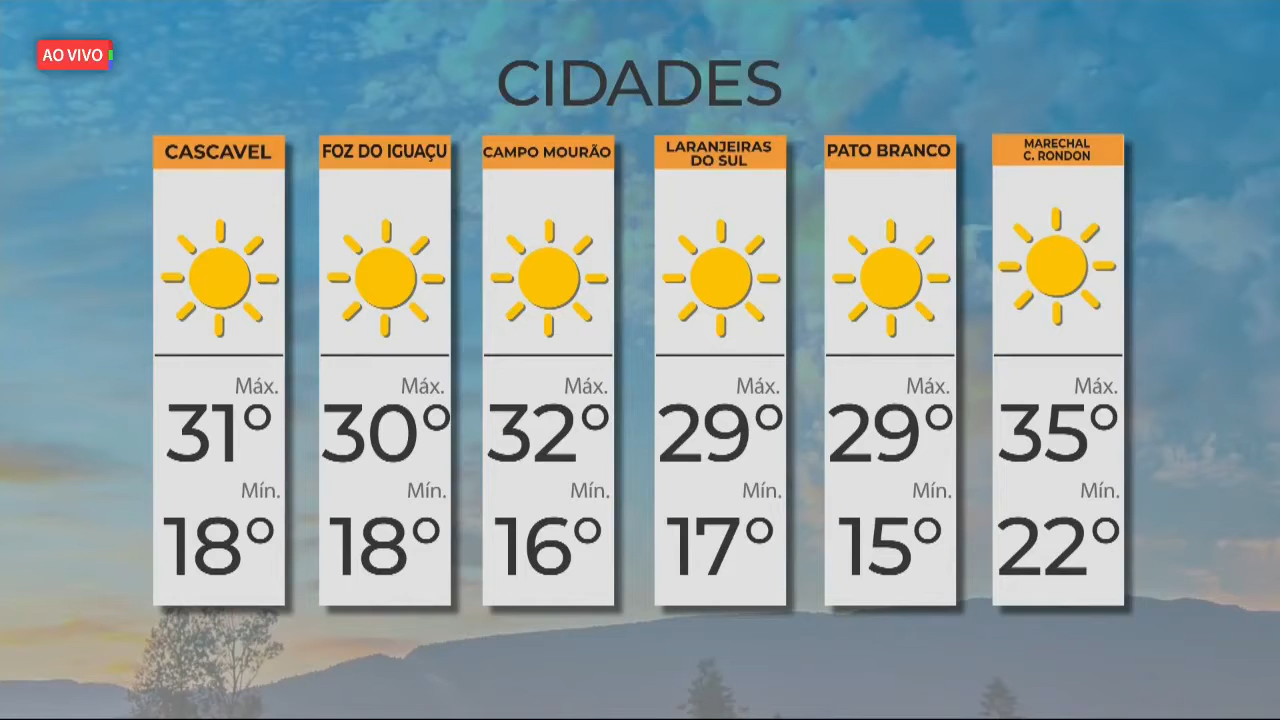 AO VIVO
CIDADES
CASCAVEL
Máx.
31°
Mín.
18°
FOZ DO IGUAÇU
Máx.
30°
Mín.
18°
CAMPO MOURÃO
Máx.
32°
Mín.
16°
LARANJEIRAS
DO SUL
Máx.
29°
Mín.
17°
PATO BRANCO
Máx.
29°
Mín.
15°
MARECHAL
C. RONDON
Máx.
35°
Mín.
22°